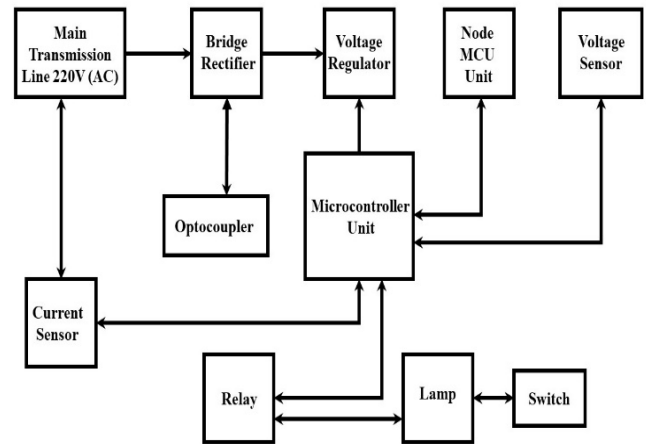 Main
Transmission
Line 220V (AC)
Bridge
Rectifier
Voltage
Regulator
Node
MCU
Unit
Voltage
Sensor
Microcontroller
Unit
Optocoupler
Current
Sensor
Relay
Lamp
Switch